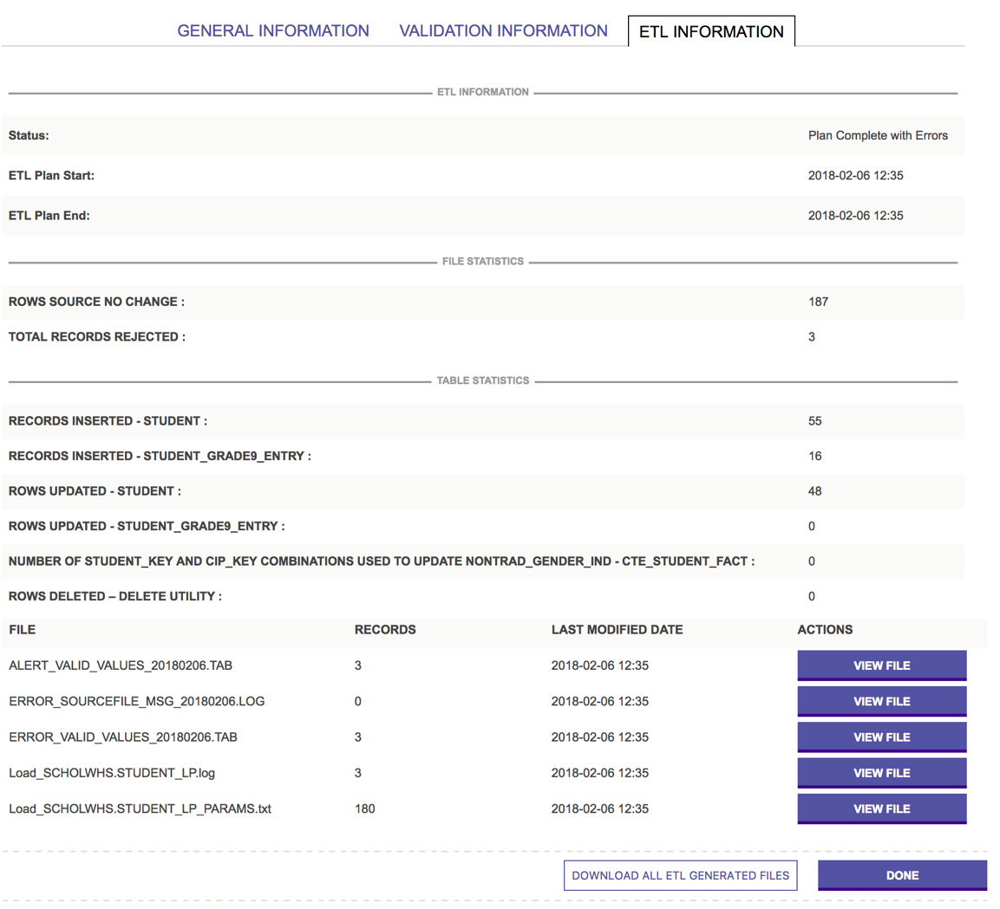 GENERAL INFORMATION VALIDATION INFORMATION ETL INFORMATION
ETL INFORMATION
Status: Plan Complete with Errors
ETL Plan Start: 2018-02-06 12:35
ETL Plan End: 2018-02-06 12:35
FILE STATISTICS
ROWS SOURCE NO CHANGE : 187
TOTAL RECORDS REJECTED : 3
TABLE STATISTICS
RECORDS INSERTED - STUDENT : 55
RECORDS INSERTED - STUDENT_GRADE9_ENTRY : 16
ROWS UPDATED - STUDENT : 48
ROWS UPDATED - STUDENT_GRADE9_ENTRY : 0
NUMBER OF STUDENT_KEY AND CIP_KEY COMBINATIONS USED TO UPDATE NONTRAD_GENDER_IND - CTE_STUDENT_FACT : 0
ROWS DELETED – DELETE UTILITY : 0
FILE RECORDS LAST MODIFIED DATE ACTIONS
ALERT_VALID_VALUES_20180206.TAB 3 2018-02-06 12:35 VIEW FILE
ERROR_SOURCEFILE_MSG_20180206.LOG 0 2018-02-06 12:35 VIEW FILE
ERROR_VALID_VALUES_20180206.TAB 3 2018-02-06 12:35 VIEW FILE
Load_SCHOLWHS.STUDENT_LP.log 3 2018-02-06 12:35 VIEW FILE
Load_SCHOLWHS.STUDENT_LP_PARAMS.txt 180 2018-02-06 12:35 VIEW FILE
DOWNLOAD ALL ETL GENERATED FILES DONE